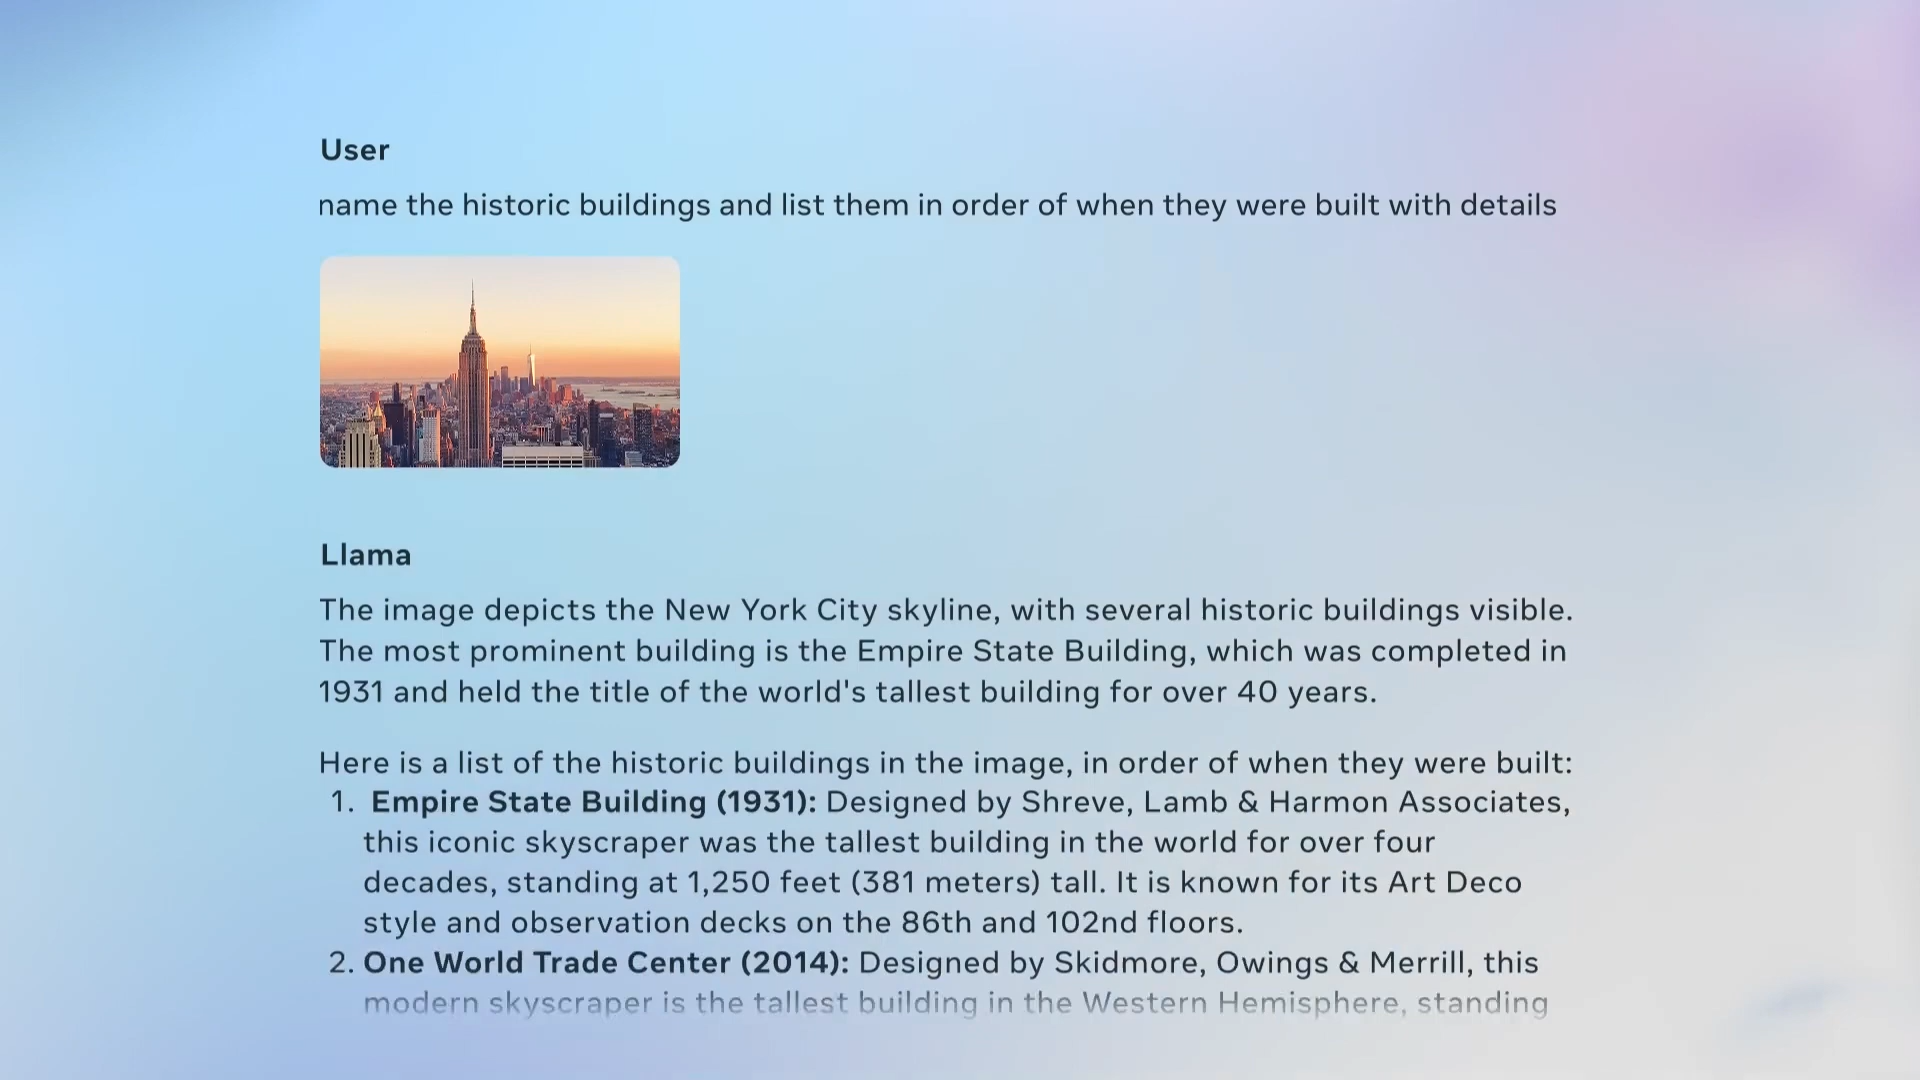 User
name the historic buildings and list them in order of when they were built with details
Llama
The image depicts the New York City skyline, with several historic buildings visible.
The most prominent building is the Empire State Building, which was completed in
1931 and held the title of the world's tallest building for over 40 years.
Here is a list of the historic buildings in the image, in order of when they were built:
1. Empire State Building (1931): Designed by Shreve, Lamb & Harmon Associates,
this iconic skyscraper was the tallest building in the world for over four
decades, standing at 1,250 feet (381 meters) tall. It is known for its Art Deco
style and observation decks on the 86th and 102nd floors.
2. One World Trade Center (2014): Designed by Skidmore, Owings & Merrill, this
modern skyscraper is the tallest building in the Western Hemisphere, standing